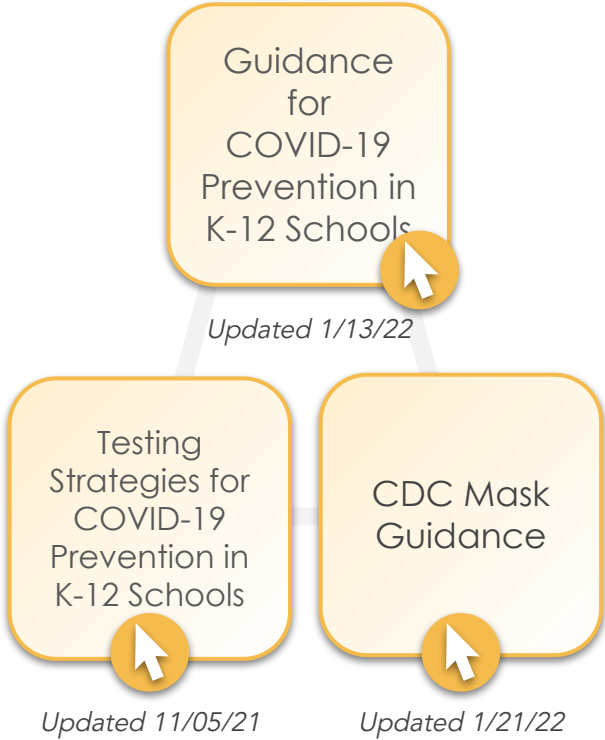 Guidance
for
COVID-19
Prevention in
K-12 Schools
Updated 1/13/22
Testing
Strategies for
COVID-19
Prevention in
K-12 Schools
Updated 11/05/21
CDC Mask
Guidance
Updated 1/21/22